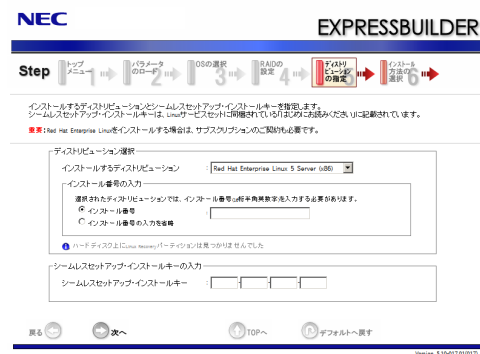 NEC
EXPRESSBUILDER
Step
トップメニュー 1
パラメータのロード 2
OSの選択 3
RAIDの設定 4
ディストリビューションの指定 5
インストール方法の選択 6
インストールするディストリビューションとシームレスセットアップ・インストールキーを指定します。
シームレスセットアップ・インストールキーは、Linuxサービスセットに同梱されている「はじめにお読みください」に記載されています。
重要:Red Hat Enterprise Linuxをインストールする場合は、サブスクリプションのご契約も必要です。
ディストリビューション選択
インストールするディストリビューション : Red Hat Enterprise Linux 5 Server (x86)
インストール番号の入力
選択されたディストリビューションでは、インストール番号(16桁半角英数字)を入力する必要があります。
インストール番号 :
インストール番号の入力を省略
ハードディスク上にLinux Recoveryパーティションは見つかりませんでした
シームレスセットアップ・インストールキーの入力
シームレスセットアップ・インストールキー : - - -
戻る 次へ TOPへ デフォルトへ戻す
Version 5.10-017.01(017)